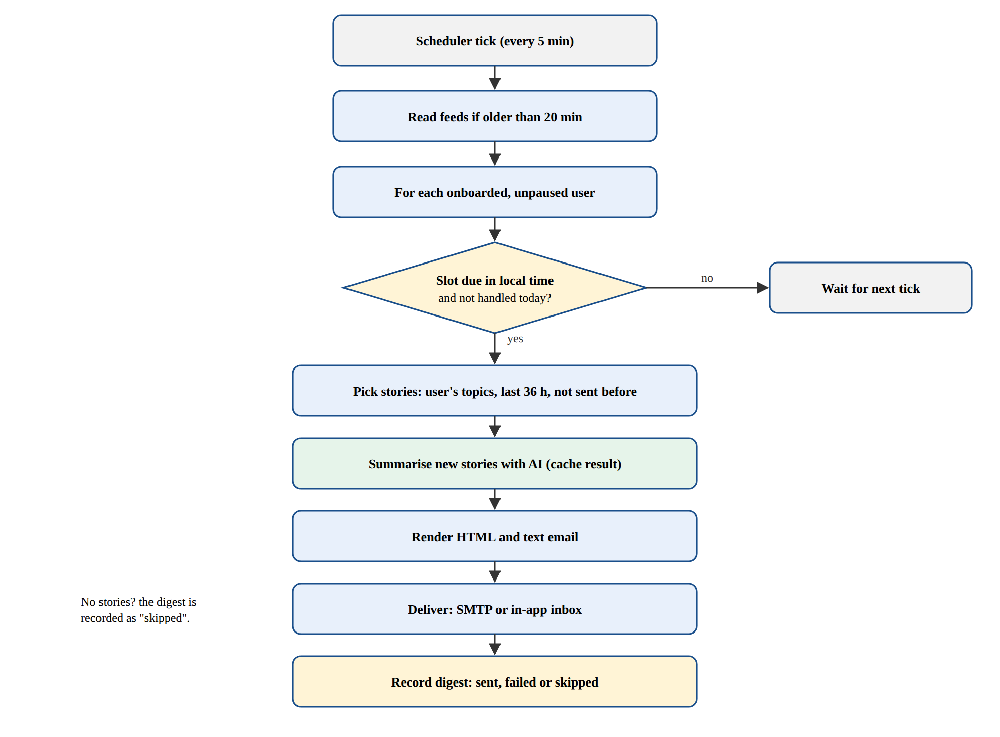 Scheduler tick (every 5 min)
Read feeds if older than 20 min
For each onboarded, unpaused user
Slot due in local time
and not handled today?
no
Wait for next tick
yes
Pick stories: user's topics, last 36 h, not sent before
Summarise new stories with AI (cache result)
Render HTML and text email
No stories? the digest is
recorded as "skipped".
Deliver: SMTP or in-app inbox
Record digest: sent, failed or skipped